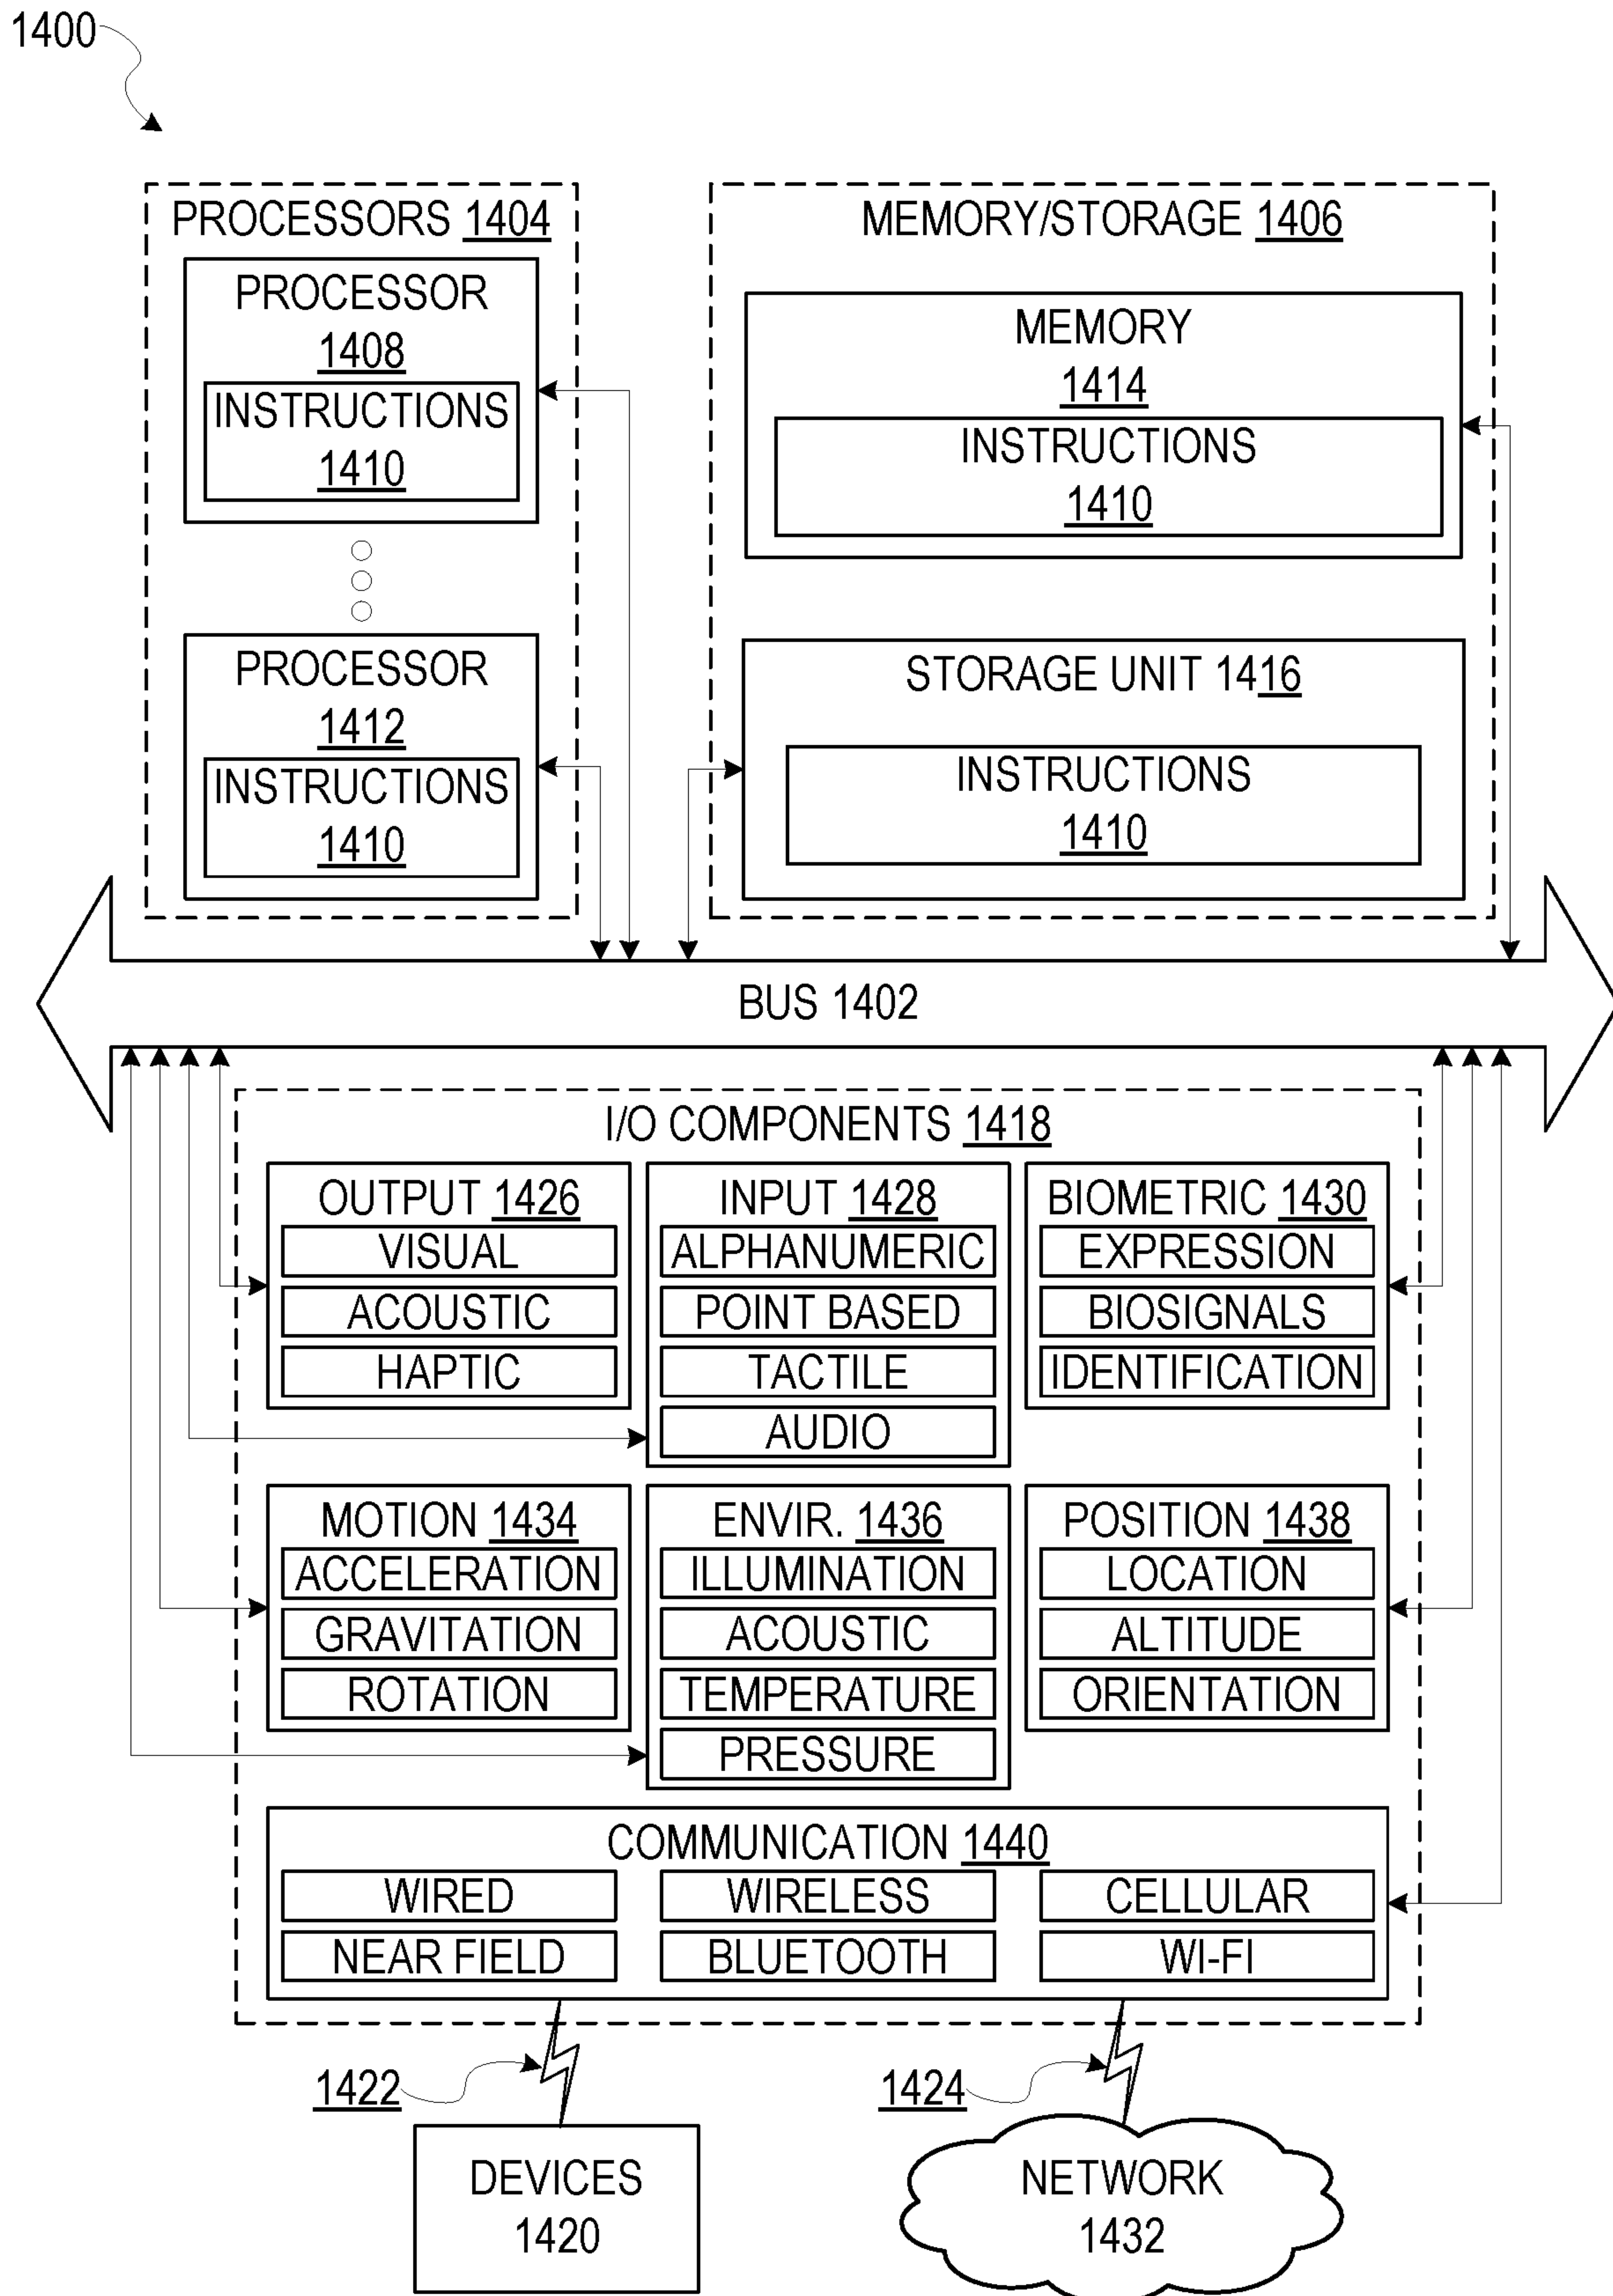 1400
PROCESSORS 1404
PROCESSOR
1408
INSTRUCTIONS
1410
PROCESSOR
1412
INSTRUCTIONS
1410
MEMORY/STORAGE 1406
MEMORY
1414
INSTRUCTIONS
1410
STORAGE UNIT 1416
INSTRUCTIONS
1410
BUS 1402
I/O COMPONENTS 1418
OUTPUT 1426
VISUAL
ACOUSTIC
HAPTIC
INPUT 1428
ALPHANUMERIC
POINT BASED
TACTILE
AUDIO
BIOMETRIC 1430
EXPRESSION
BIOSIGNALS
IDENTIFICATION
MOTION 1434
ACCELERATION
GRAVITATION
ROTATION
ENVIR. 1436
ILLUMINATION
ACOUSTIC
TEMPERATURE
PRESSURE
POSITION 1438
LOCATION
ALTITUDE
ORIENTATION
COMMUNICATION 1440
WIRED
WIRELESS
CELLULAR
NEAR FIELD
BLUETOOTH
WI-FI
1422
1424
DEVICES
1420
NETWORK
1432